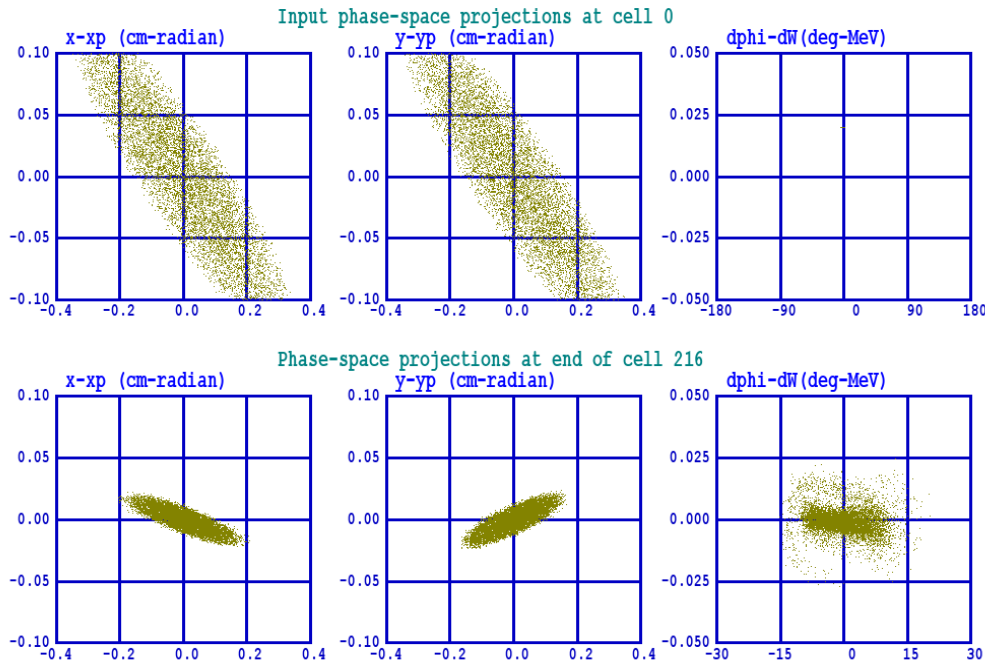 Input phase-space projections at cell 0
x-xp (cm-radian) y-yp (cm-radian) dphi-dW(deg-MeV)
0.10 0.10 0.050
0.05 0.05 0.025
0.00 0.00 0.000
-0.05 -0.05 -0.025
-0.10 -0.10 -0.050
-0.4 -0.2 0.0 0.2 0.4 -0.4 -0.2 0.0 0.2 0.4 -180 -90 0 90 180
Phase-space projections at end of cell 216
x-xp (cm-radian) y-yp (cm-radian) dphi-dW(deg-MeV)
0.10 0.10 0.050
0.05 0.05 0.025
0.00 0.00 0.000
-0.05 -0.05 -0.025
-0.10 -0.10 -0.050
-0.4 -0.2 0.0 0.2 0.4 -0.4 -0.2 0.0 0.2 0.4 -30 -15 0 15 30